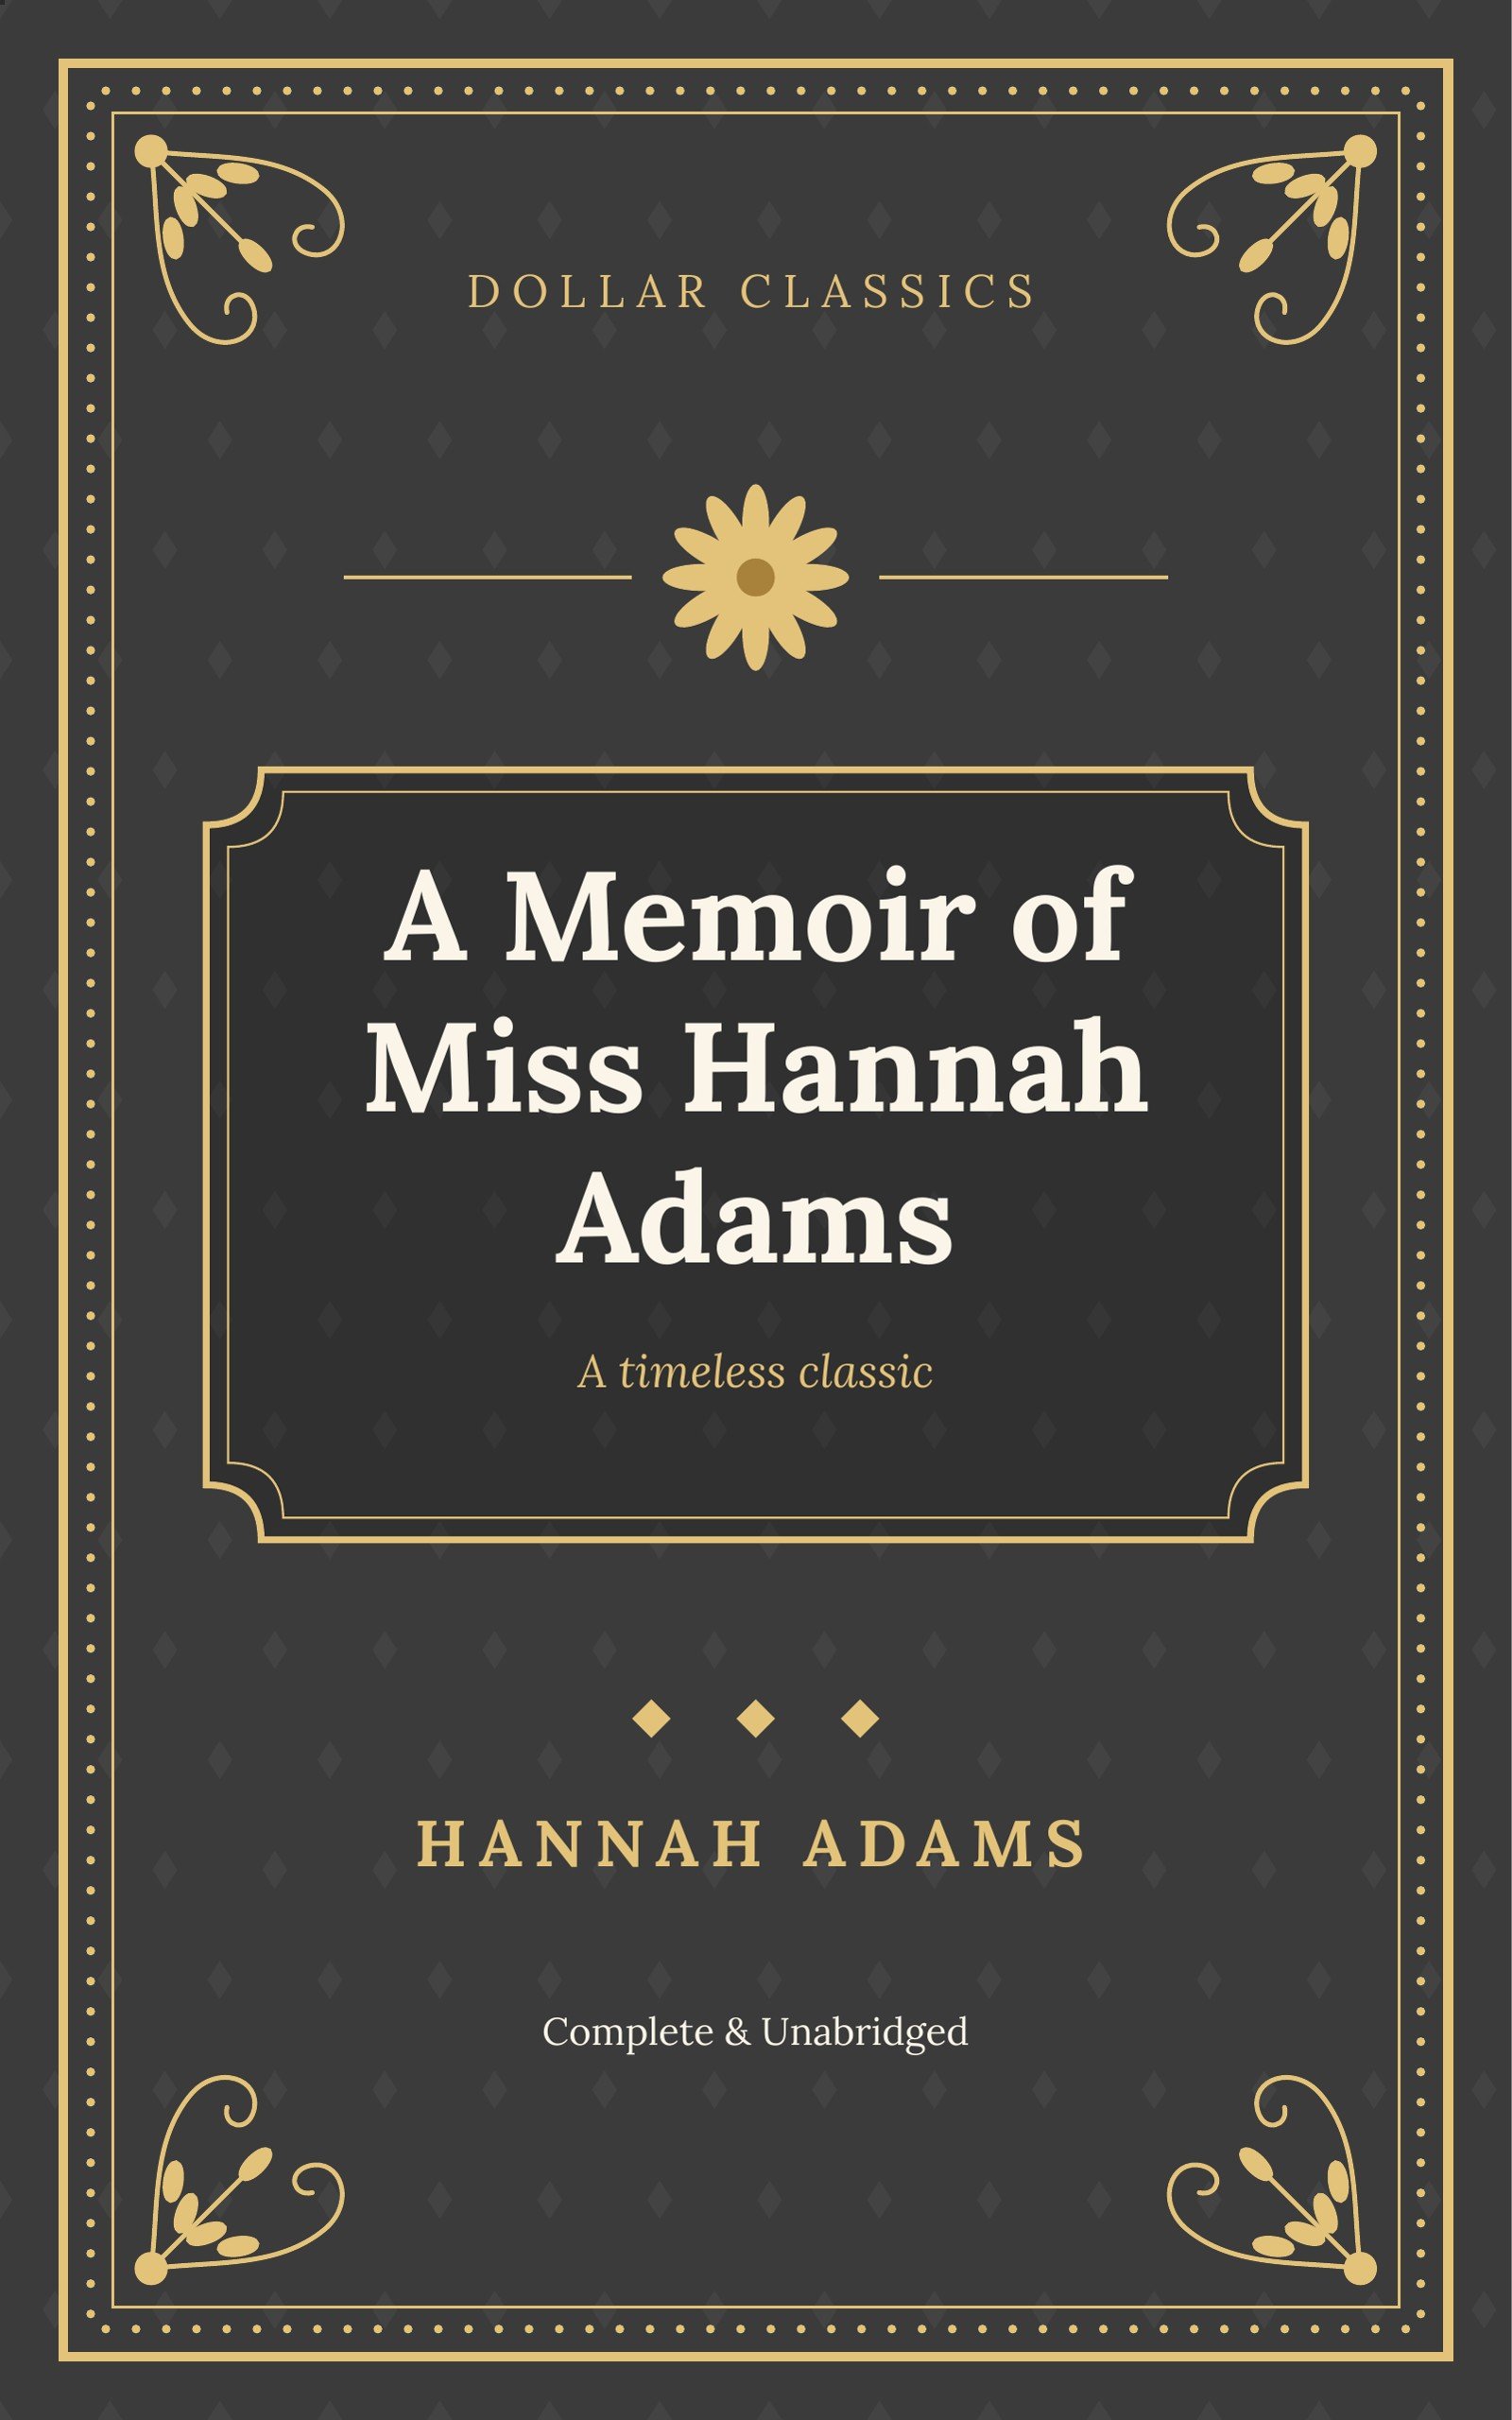 DOLLAR CLASSICS
A Memoir of
Miss Hannah
Adams
A timeless classic
HANNAH ADAMS
Complete & Unabridged